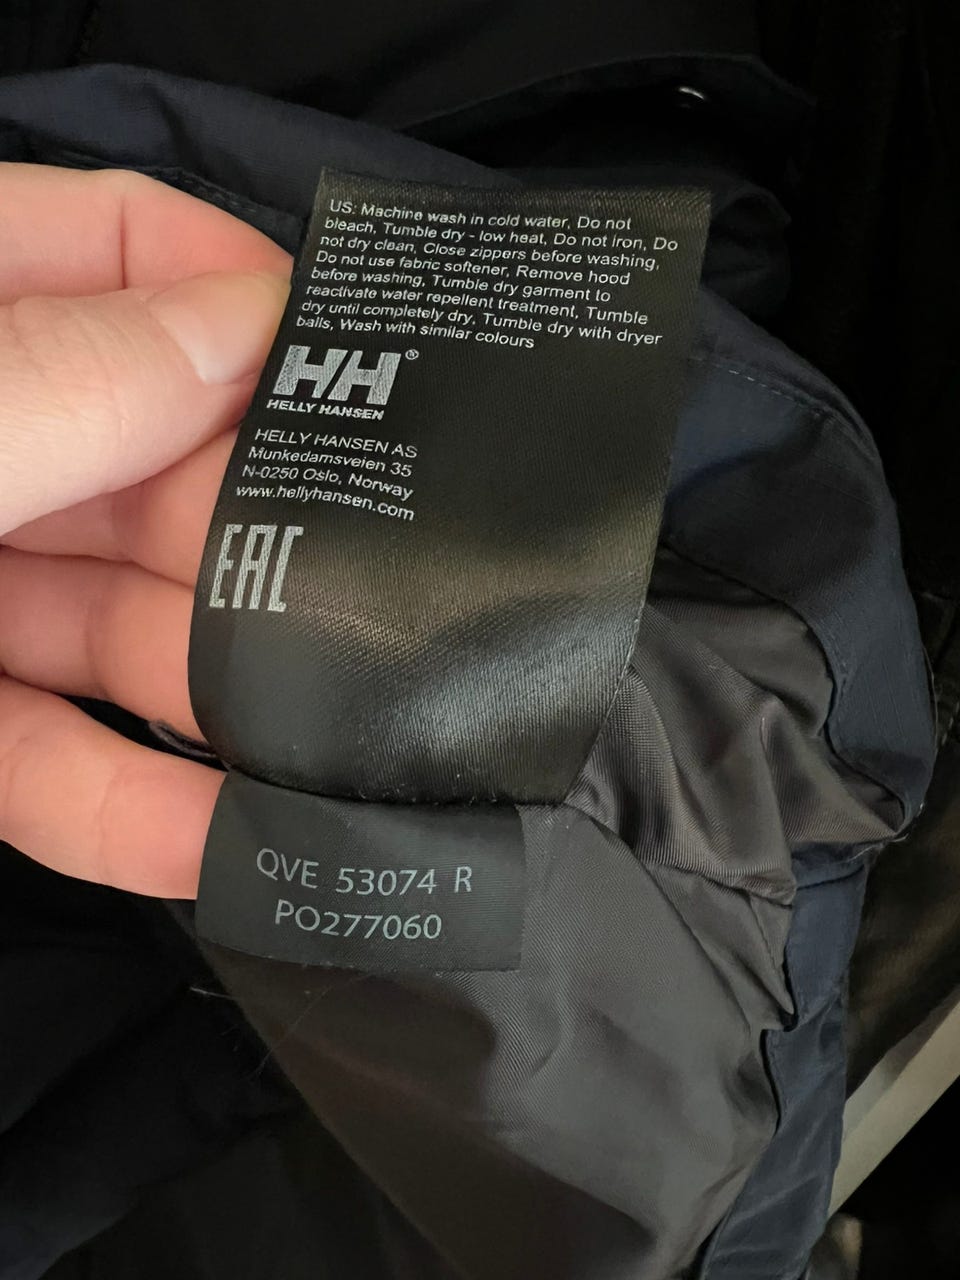 US: Machine wash in cold water, Do not
bleach, Tumble dry - low heat, Do not iron, Do
not dry clean, Close zippers before washing,
Do not use fabric softener, Remove hood
before washing, Tumble dry garment to
reactivate water repellent treatment, Tumble
dry until completely dry, Tumble dry with dryer
balls, Wash with similar colours
HH®
HELLY HANSEN
HELLY HANSEN AS
Munkedamsveien 35
N-0250 Oslo, Norway
www.hellyhansen.com
EAC
QVE 53074 R
PO277060